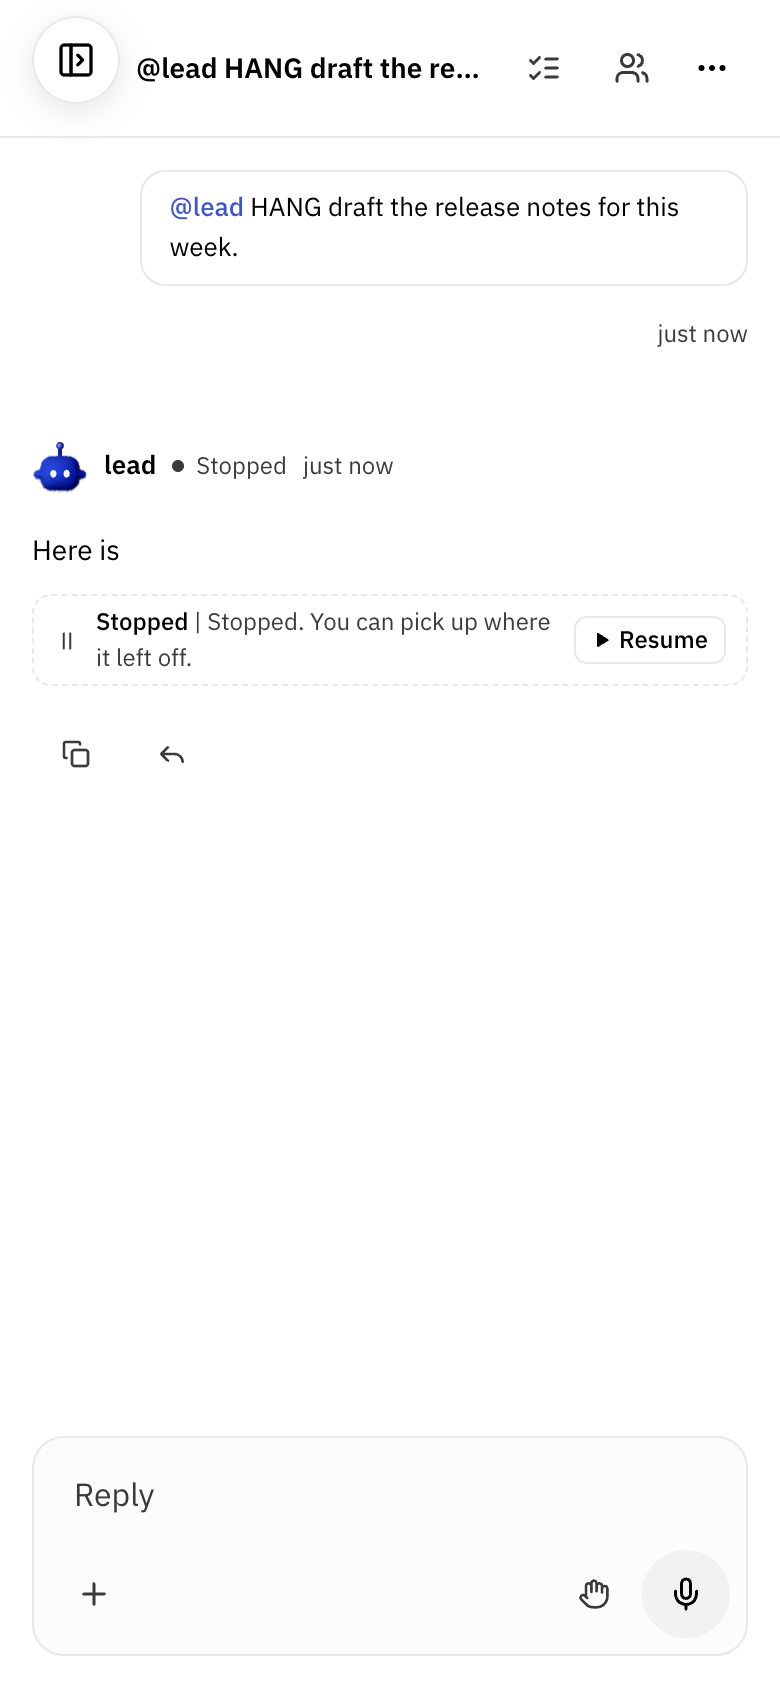 @lead HANG draft the re...
@lead HANG draft the release notes for this
week.
just now
lead ● Stopped just now
Here is
Stopped | Stopped. You can pick up where
it left off.
Resume
Reply